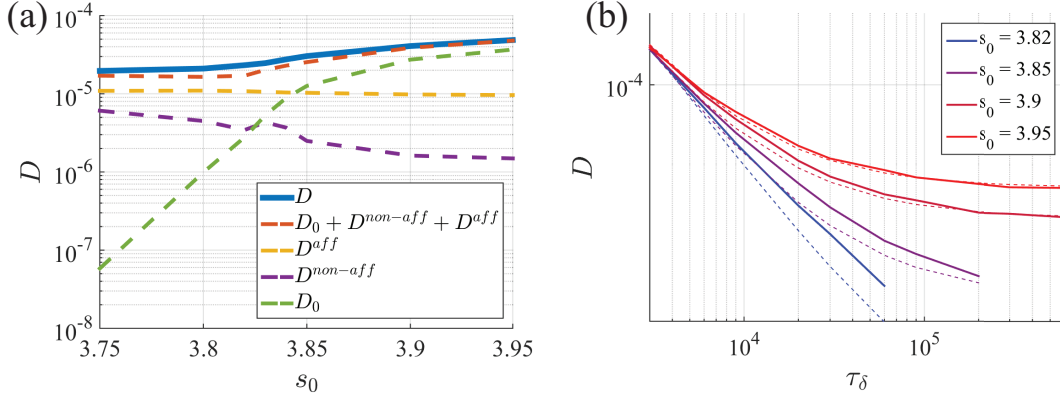 (a)
10^-4
10^-5
10^-6
10^-7
10^-8
D
3.75
3.8
3.85
3.9
3.95
s_0
D
D_0 + D^{non-aff} + D^{aff}
D^{aff}
D^{non-aff}
D_0
(b)
10^-4
D
10^4
10^5
τ_δ
s_0 = 3.82
s_0 = 3.85
s_0 = 3.9
s_0 = 3.95